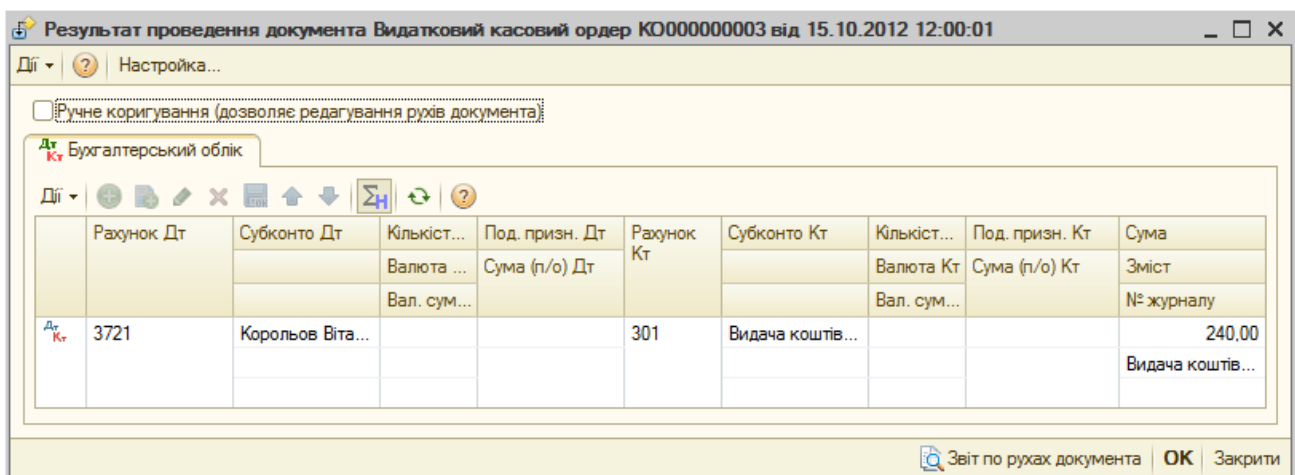 Результат проведення документа Видатковий касовий ордер КО000000003 від 15.10.2012 12:00:01
Дії Настройка...
Ручне коригування (дозволяє редагування рухів документа)
Дт Кт Бухгалтерський облік
Дії
Рахунок Дт Субконто Дт Кількіст... Под. призн. Дт Рахунок Кт Субконто Кт Кількіст... Под. призн. Кт Сума
Валюта ... Сума (п/о) Дт Валюта Кт Сума (п/о) Кт Зміст
Вал. сум... Вал. сум... № журналу
Дт Кт 3721 Корольов Віта... 301 Видача коштів... 240,00
Видача коштів...
Звіт по рухах документа ОК Закрити